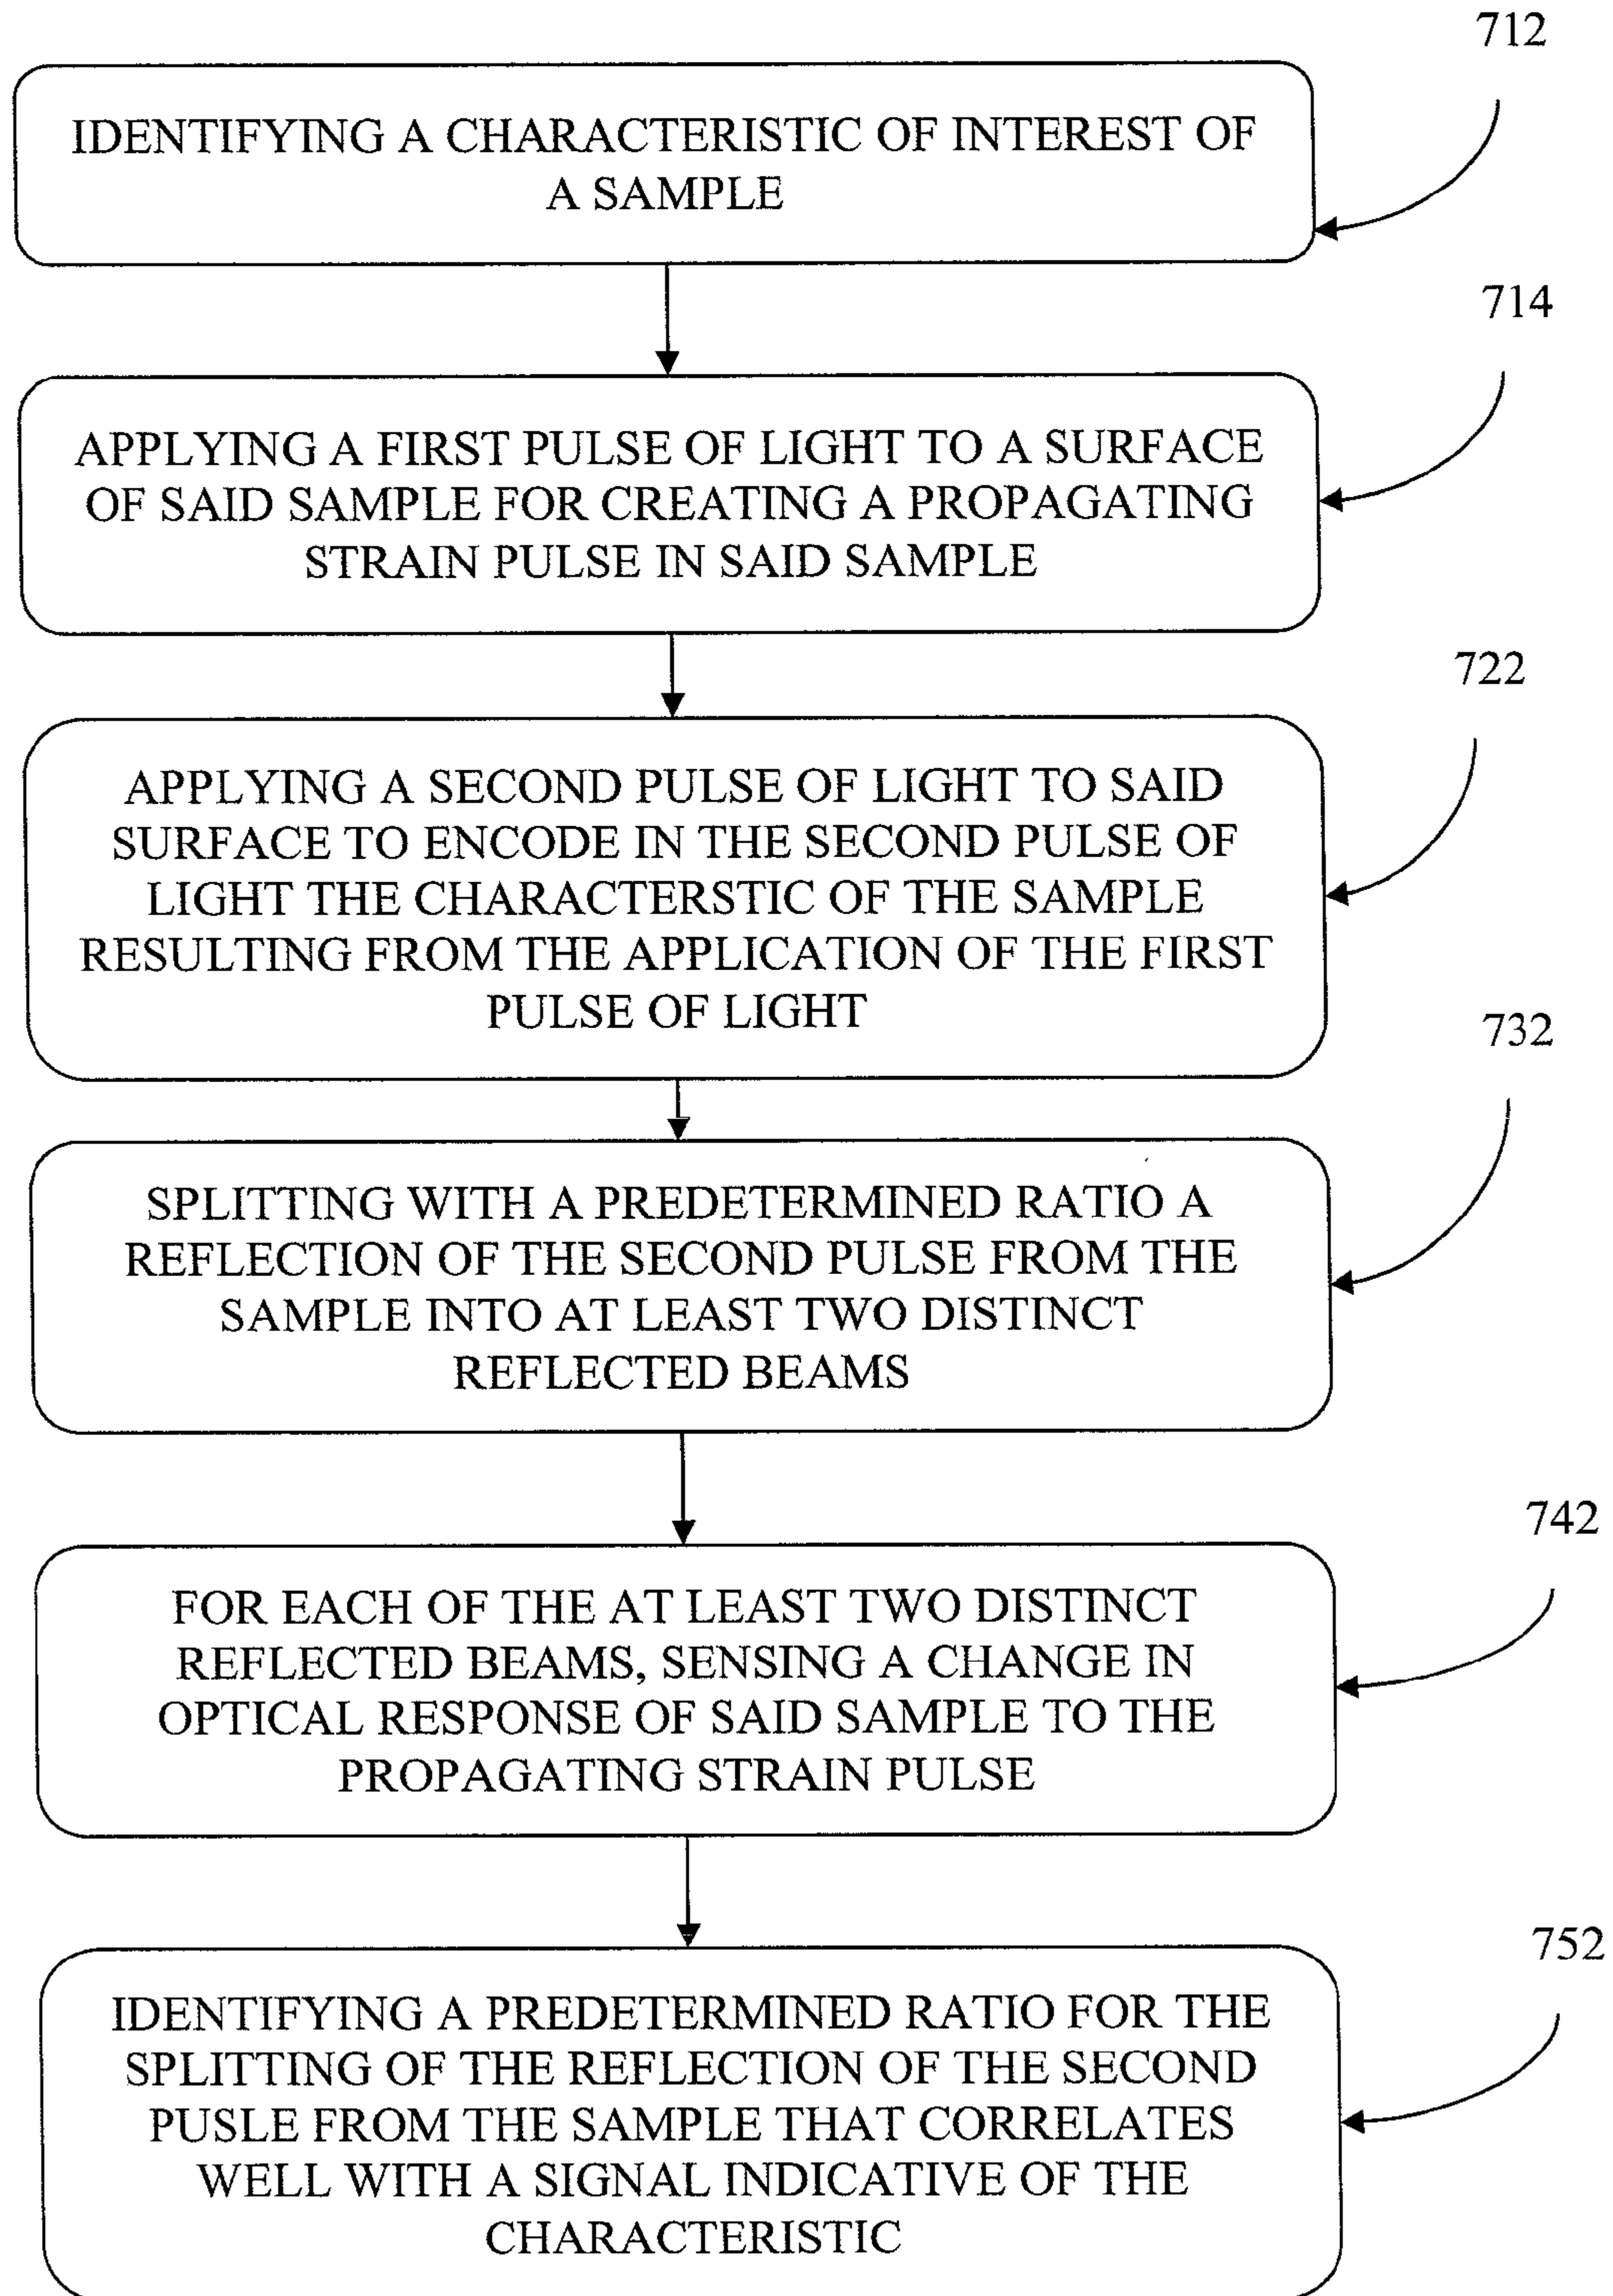 712
IDENTIFYING A CHARACTERISTIC OF INTEREST OF
A SAMPLE
714
APPLYING A FIRST PULSE OF LIGHT TO A SURFACE
OF SAID SAMPLE FOR CREATING A PROPAGATING
STRAIN PULSE IN SAID SAMPLE
722
APPLYING A SECOND PULSE OF LIGHT TO SAID
SURFACE TO ENCODE IN THE SECOND PULSE OF
LIGHT THE CHARACTERSTIC OF THE SAMPLE
RESULTING FROM THE APPLICATION OF THE FIRST
PULSE OF LIGHT
732
SPLITTING WITH A PREDETERMINED RATIO A
REFLECTION OF THE SECOND PULSE FROM THE
SAMPLE INTO AT LEAST TWO DISTINCT
REFLECTED BEAMS
742
FOR EACH OF THE AT LEAST TWO DISTINCT
REFLECTED BEAMS, SENSING A CHANGE IN
OPTICAL RESPONSE OF SAID SAMPLE TO THE
PROPAGATING STRAIN PULSE
752
IDENTIFYING A PREDETERMINED RATIO FOR THE
SPLITTING OF THE REFLECTION OF THE SECOND
PUSLE FROM THE SAMPLE THAT CORRELATES
WELL WITH A SIGNAL INDICATIVE OF THE
CHARACTERISTIC